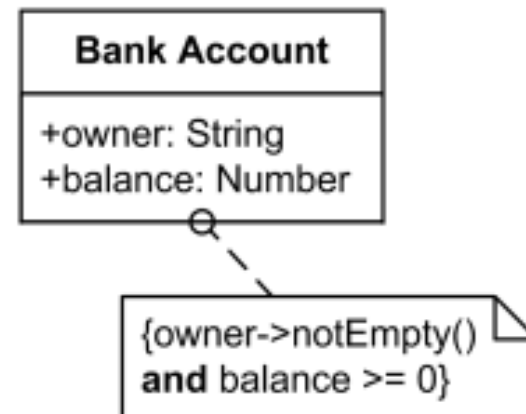 Bank Account
+owner: String
+balance: Number
{owner->notEmpty()
and balance >= 0}